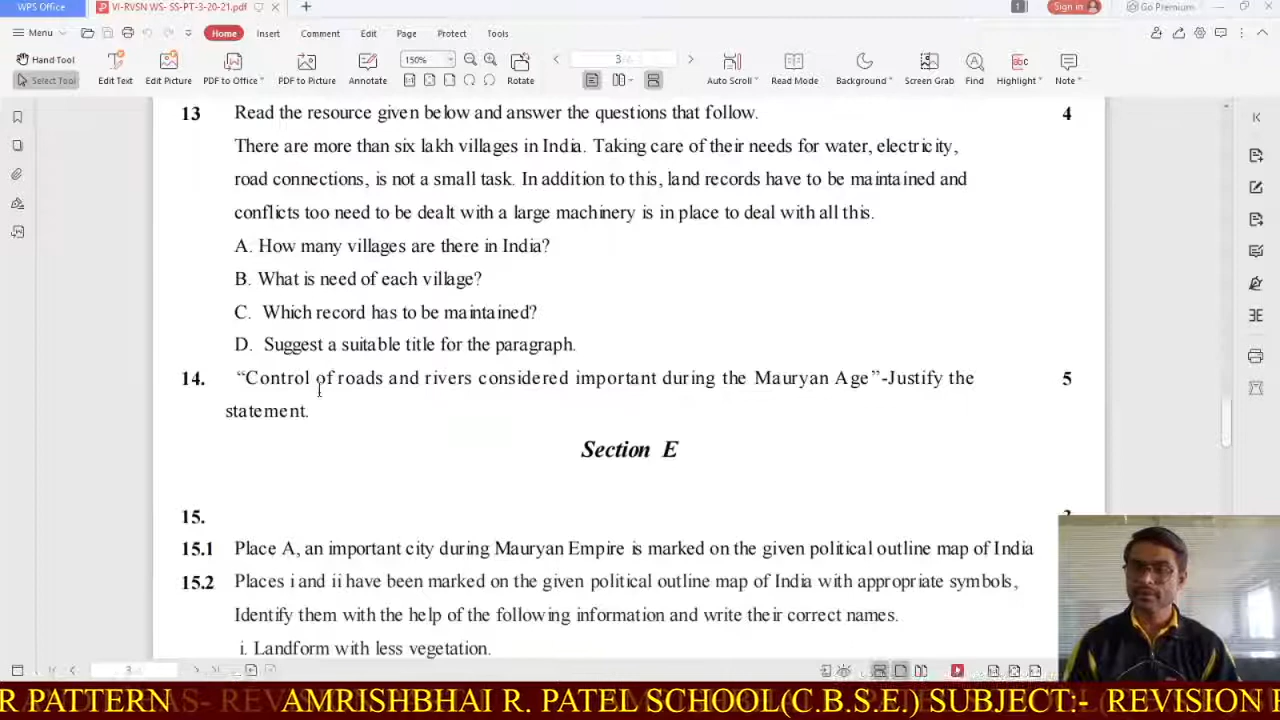 WPS Office
VI-RVSN WS- SS-PT-3-20-21.pdf
1
Sign in
Go Premium
Menu
Home
Insert
Comment
Edit
Page
Protect
Tools
Hand Tool
Select Tool
Edit Text
Edit Picture
PDF to Office
PDF to Picture
Annotate
150%
Rotate
3
Auto Scroll
Read Mode
Background
Screen Grab
Find
Highlight
Note
13 Read the resource given below and answer the questions that follow. 4
There are more than six lakh villages in India. Taking care of their needs for water, electricity,
road connections, is not a small task. In addition to this, land records have to be maintained and
conflicts too need to be dealt with a large machinery is in place to deal with all this.
A. How many villages are there in India?
B. What is need of each village?
C. Which record has to be maintained?
D. Suggest a suitable title for the paragraph.
14. “Control of roads and rivers considered important during the Mauryan Age”-Justify the 5
statement.
Section E
15.
15.1 Place A, an important city during Mauryan Empire is marked on the given political outline map of India
15.2 Places i and ii have been marked on the given political outline map of India with appropriate symbols,
Identify them with the help of the following information and write their correct names.
i. Landform with less vegetation.
3
R PATTERN AMRISHBHAI R. PATEL SCHOOL(C.B.S.E.) SUBJECT:- REVISION